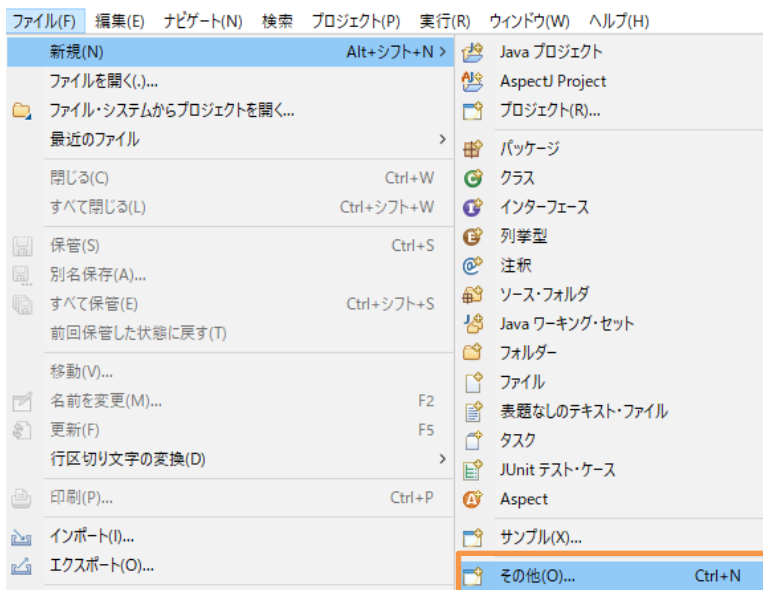 ファイル(F) 編集(E) ナビゲート(N) 検索 プロジェクト(P) 実行(R) ウィンドウ(W) ヘルプ(H)
新規(N) Alt+シフト+N >
ファイルを開く(.)...
ファイル・システムからプロジェクトを開く...
最近のファイル >
閉じる(C) Ctrl+W
すべて閉じる(L) Ctrl+シフト+W
保管(S) Ctrl+S
別名保存(A)...
すべて保管(E) Ctrl+シフト+S
前回保管した状態に戻す(T)
移動(V)...
名前を変更(M)... F2
更新(F) F5
行区切り文字の変換(D) >
印刷(P)... Ctrl+P
インポート(I)...
エクスポート(O)...
Java プロジェクト
AspectJ Project
プロジェクト(R)...
パッケージ
クラス
インターフェース
列挙型
注釈
ソース・フォルダ
Java ワーキング・セット
フォルダー
ファイル
表題なしのテキスト・ファイル
タスク
JUnit テスト・ケース
Aspect
サンプル(X)...
その他(O)... Ctrl+N